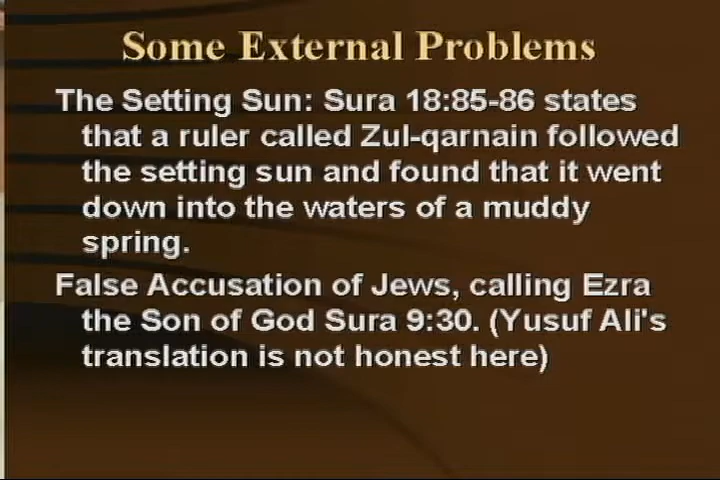 Some External Problems
The Setting Sun: Sura 18:85-86 states
that a ruler called Zul-qarnain followed
the setting sun and found that it went
down into the waters of a muddy
spring.
False Accusation of Jews, calling Ezra
the Son of God Sura 9:30. (Yusuf Ali's
translation is not honest here)